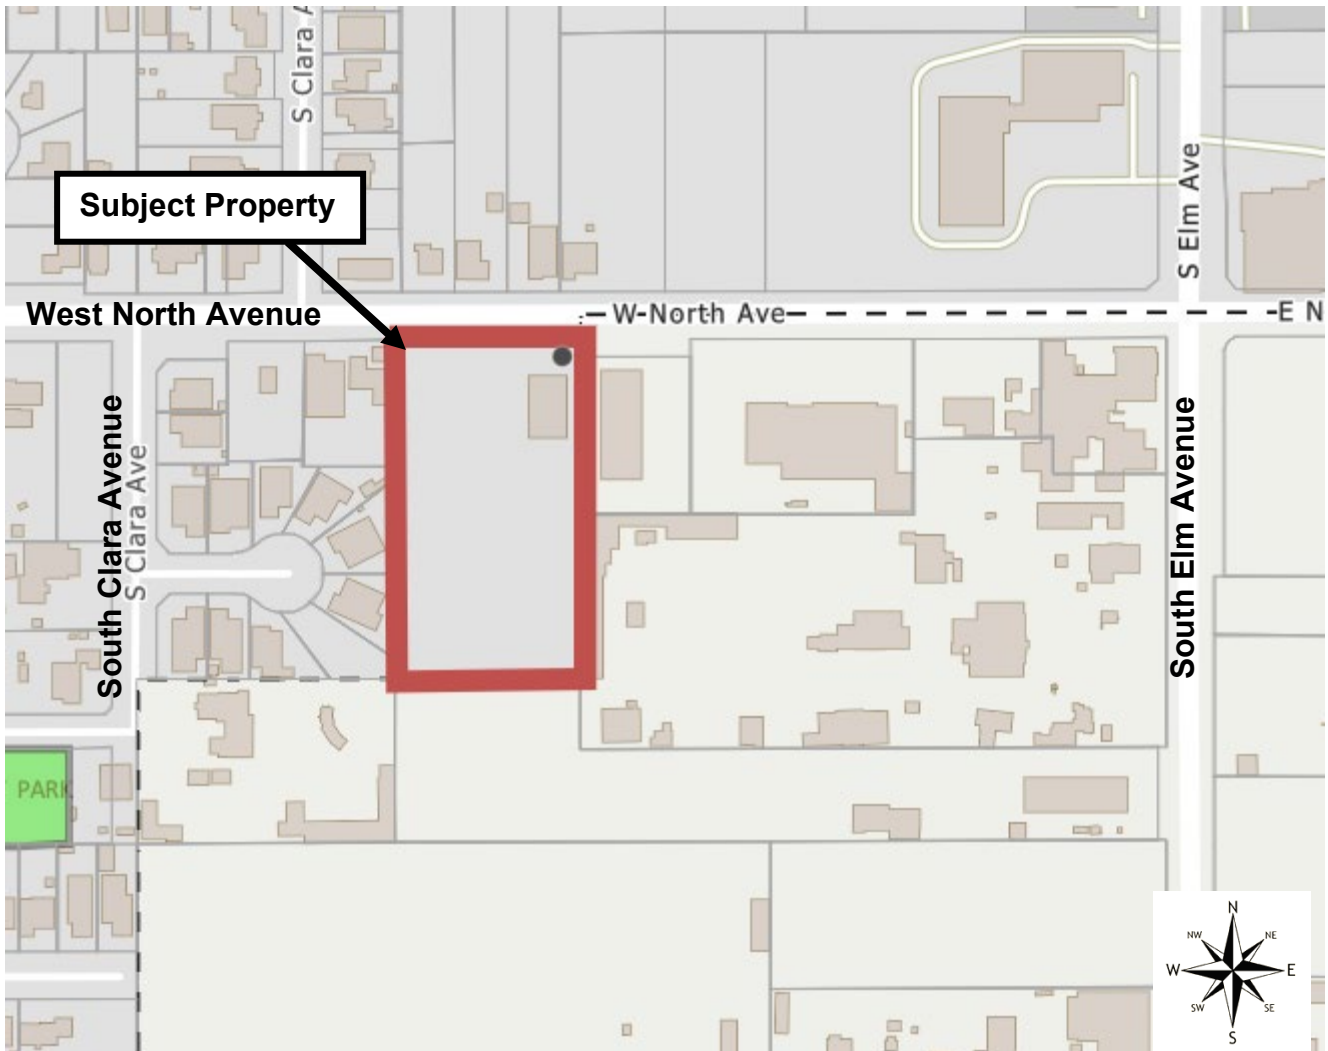 S Clara A
Subject Property
S Elm Ave
West North Avenue
W North Ave
E N
South Clara Avenue
S Clara Ave
South Elm Avenue
PARK
N
NW
NE
W
E
SW
SE
S